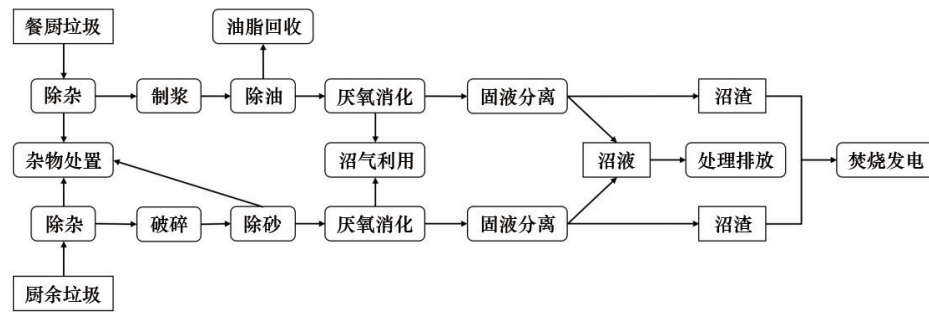 餐厨垃圾
油脂回收
除杂
制浆
除油
厌氧消化
固液分离
沼渣
杂物处置
沼气利用
沼液
处理排放
焚烧发电
除杂
破碎
除砂
厌氧消化
固液分离
沼渣
厨余垃圾